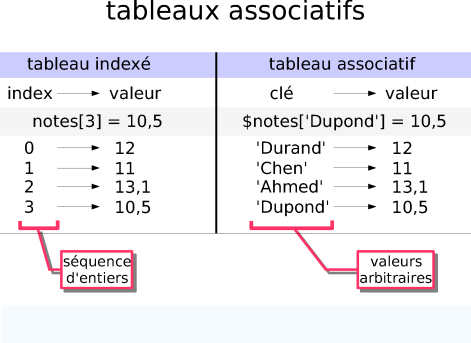 tableaux associatifs
tableau indexé
index valeur
notes[3] = 10,5
0 12
1 11
2 13,1
3 10,5
séquence
d'entiers
tableau associatif
clé valeur
$notes['Dupond'] = 10,5
'Durand' 12
'Chen' 11
'Ahmed' 13,1
'Dupond' 10,5
valeurs
arbitraires